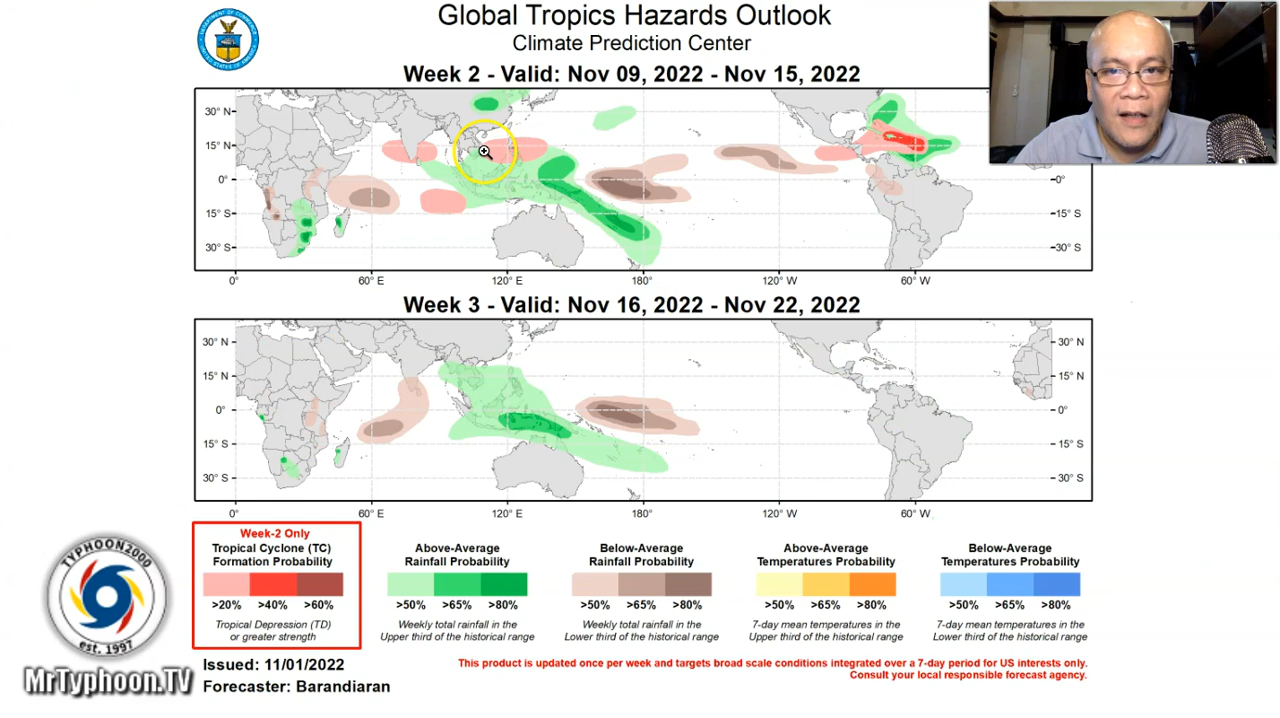 Global Tropics Hazards Outlook
Climate Prediction Center
Week 2 - Valid: Nov 09, 2022 - Nov 15, 2022
30° N
15° N
0°
15° S
30° S
0°
15° S
30° S
0° 60° E 120° E 180° 120° W 60° W
Week 3 - Valid: Nov 16, 2022 - Nov 22, 2022
30° N 30° N
15° N 15° N
0° 0°
15° S 15° S
30° S 30° S
0° 60° E 120° E 180° 120° W 60° W
Week-2 Only
Tropical Cyclone (TC)
Formation Probability
>20% >40% >60%
Tropical Depression (TD)
or greater strength
Above-Average
Rainfall Probability
>50% >65% >80%
Weekly total rainfall in the
Upper third of the historical range
Below-Average
Rainfall Probability
>50% >65% >80%
Weekly total rainfall in the
Lower third of the historical range
Above-Average
Temperatures Probability
>50% >65% >80%
7-day mean temperatures in the
Upper third of the historical range
Below-Average
Temperatures Probability
>50% >65% >80%
7-day mean temperatures in the
Lower third of the historical range
TYPHOON2000
est. 1997
MrTyphoon.TV
Issued: 11/01/2022
Forecaster: Barandiaran
This product is updated once per week and targets broad scale conditions integrated over a 7-day period for US interests only.
Consult your local responsible forecast agency.